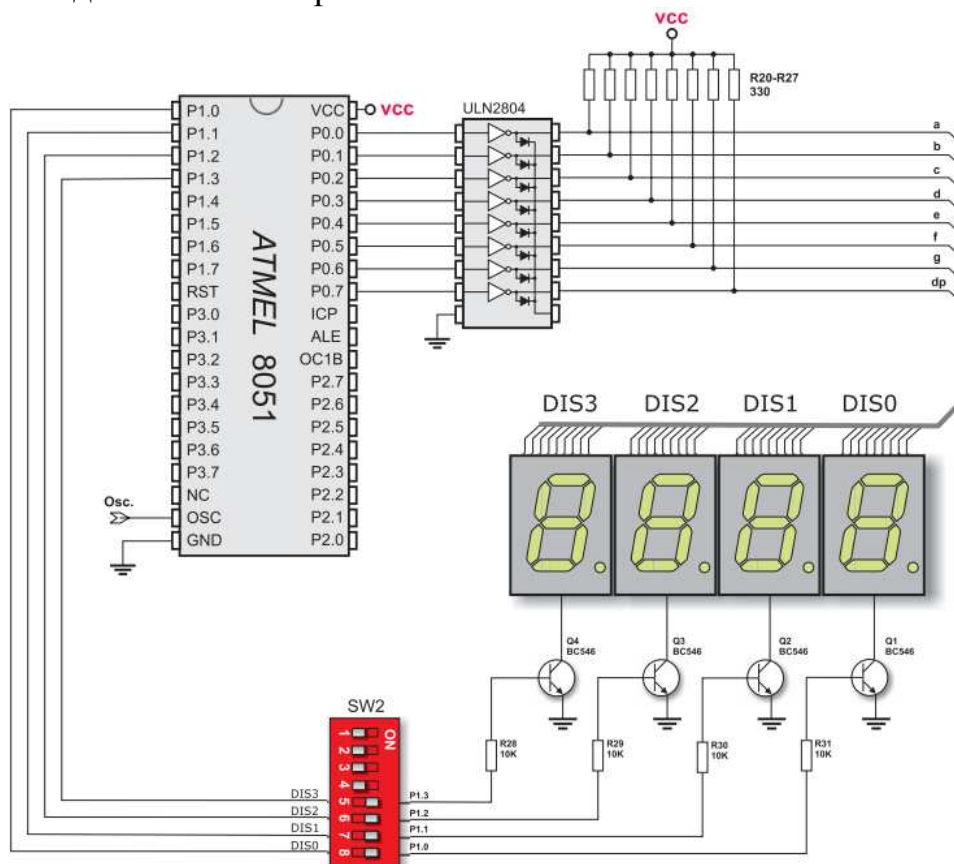 VCC
R20-R27
330
ULN2804
P1.0
P1.1
P1.2
P1.3
P1.4
P1.5
P1.6
P1.7
RST
P3.0
P3.1
P3.2
P3.3
P3.4
P3.5
P3.6
P3.7
NC
OSC
GND
ATMEL 8051
VCC
P0.0
P0.1
P0.2
P0.3
P0.4
P0.5
P0.6
P0.7
ICP
ALE
OC1B
P2.7
P2.6
P2.5
P2.4
P2.3
P2.2
P2.1
P2.0
VCC
a
b
c
d
e
f
g
dp
Osc.
DIS3 DIS2 DIS1 DIS0
Q4
BC546
Q3
BC546
Q2
BC546
Q1
BC546
R28
10K
R29
10K
R30
10K
R31
10K
SW2
ON
1
2
3
4
5
6
7
8
DIS3
DIS2
DIS1
DIS0
P1.3
P1.2
P1.1
P1.0